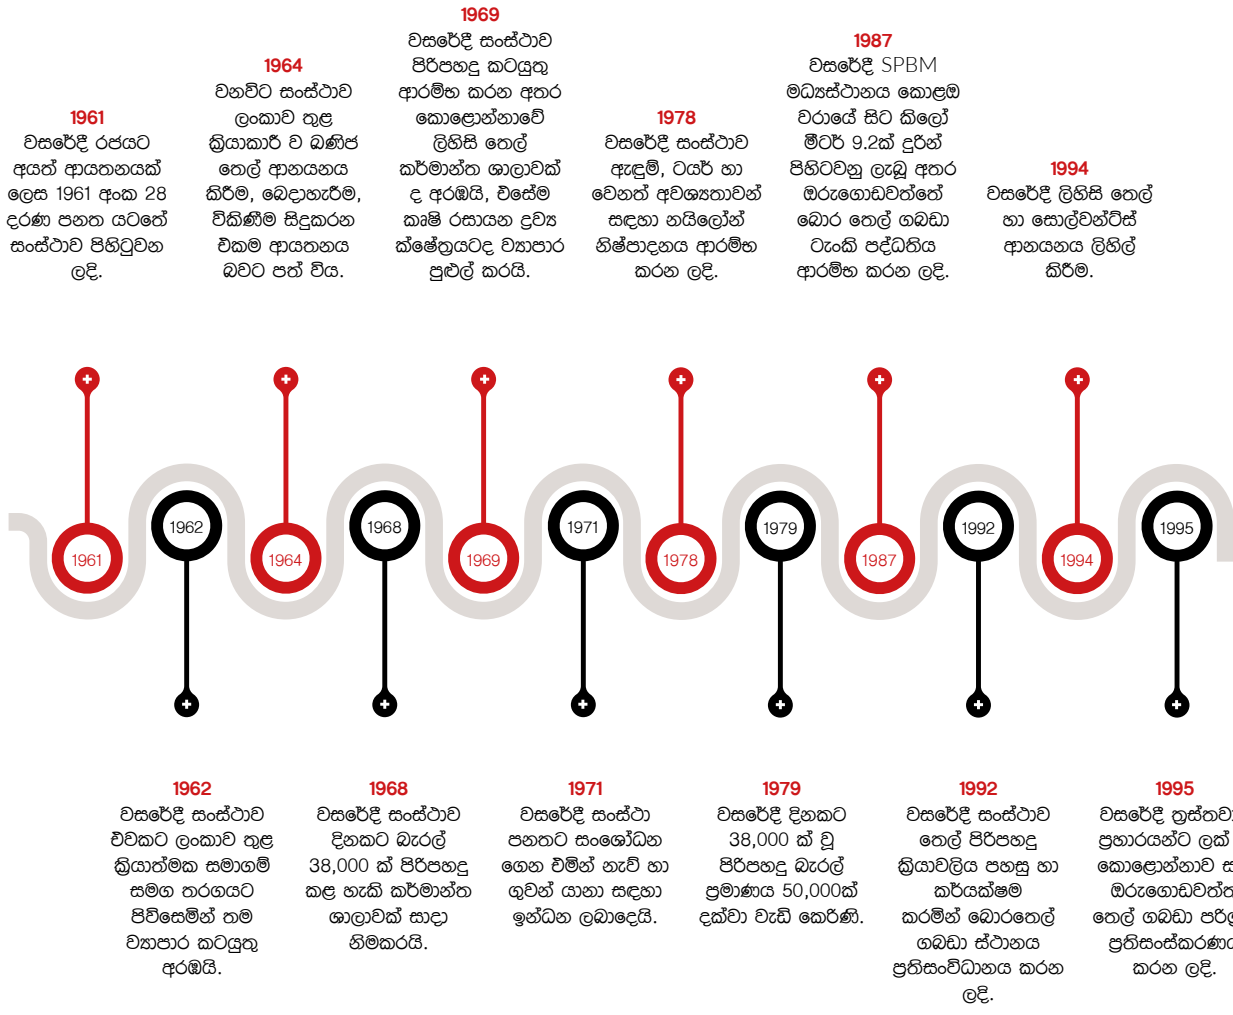 1961
වසරේදී රජයට
අයත් ආයතනයක්
ලෙස 1961 අංක 28
දරණ පනත යටතේ
සංස්ථාව පිහිටුවන
ලදි.
1964
වනවිට සංස්ථාව
ලංකාව තුළ
ක්‍රියාකාරී ව ඛණිජ
තෙල් ආනයනය
කිරීම, බෙදාහැරීම,
විකිණීම සිදුකරන
එකම ආයතනය
බවට පත් විය.
1969
වසරේදී සංස්ථාව
පිරිපහදු කටයුතු
ආරම්භ කරන අතර
කොළොන්නාවේ
ලිහිසි තෙල්
කර්මාන්ත ශාලාවක්
ද අරඹයි, එසේම
කෘෂි රසායන ද්‍රව්‍ය
ක්ෂේත්‍රයටද ව්‍යාපාර
පුළුල් කරයි.
1978
වසරේදී සංස්ථාව
ඇඳුම්, ටයර් හා
වෙනත් අවශ්‍යතාවන්
සඳහා නයිලෝන්
නිෂ්පාදනය ආරම්භ
කරන ලදි.
1987
වසරේදී SPBM
මධ්‍යස්ථානය කොළඹ
වරායේ සිට කිලෝ
මීටර් 9.2ක් දුරින්
පිහිටවනු ලැබූ අතර
ඔරුගොඩවත්තේ
බොර තෙල් ගබඩා
ටැංකි පද්ධතිය
ආරම්භ කරන ලදි.
1994
වසරේදී ලිහිසි තෙල්
හා සොල්වන්ට්ස්
ආනයනය ලිහිල්
කිරීම.
1961
1962
1964
1968
1969
1971
1978
1979
1987
1992
1994
1995
1962
වසරේදී සංස්ථාව
එවකට ලංකාව තුළ
ක්‍රියාත්මක සමාගම්
සමග තරගයට
පිවිසෙමින් තම
ව්‍යාපාර කටයුතු
අරඹයි.
1968
වසරේදී සංස්ථාව
දිනකට බැරල්
38,000 ක් පිරිපහදු
කළ හැකි කර්මාන්ත
ශාලාවක් සාදා
නිමකරයි.
1971
වසරේදී සංස්ථා
පනතට සංශෝධන
ගෙන එමින් නැව් හා
ගුවන් යානා සඳහා
ඉන්ධන ලබාදෙයි.
1979
වසරේදී දිනකට
38,000 ක් වූ
පිරිපහදු බැරල්
ප්‍රමාණය 50,000ක්
දක්වා වැඩි කෙරිණි.
1992
වසරේදී සංස්ථාව
තෙල් පිරිපහදු
ක්‍රියාවලිය පහසු හා
කර්යක්ෂම
කරමින් බොරතෙල්
ගබඩා ස්ථානය
ප්‍රතිසංවිධානය කරන
ලදි.
1995
වසරේදී
ප්‍රහාරයන්ට ලක්
කොළොන්නාව
තෙල් ගබඩා
කරන ලදි.